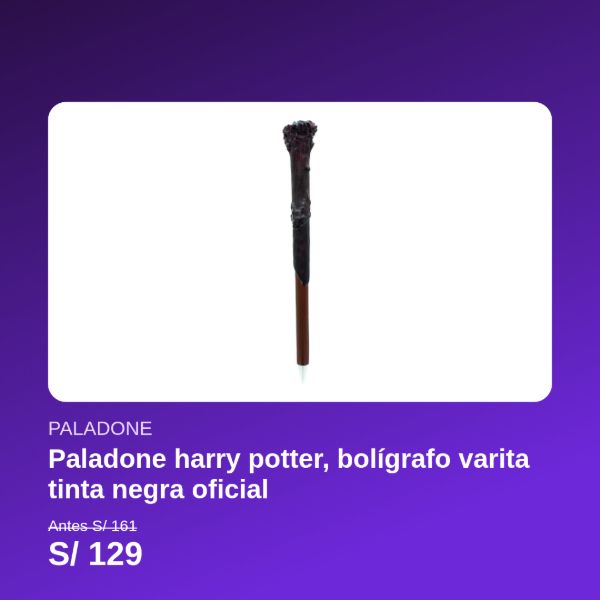 PALADONE
Paladone harry potter, bolígrafo varita
tinta negra oficial
Antes S/ 161
S/ 129